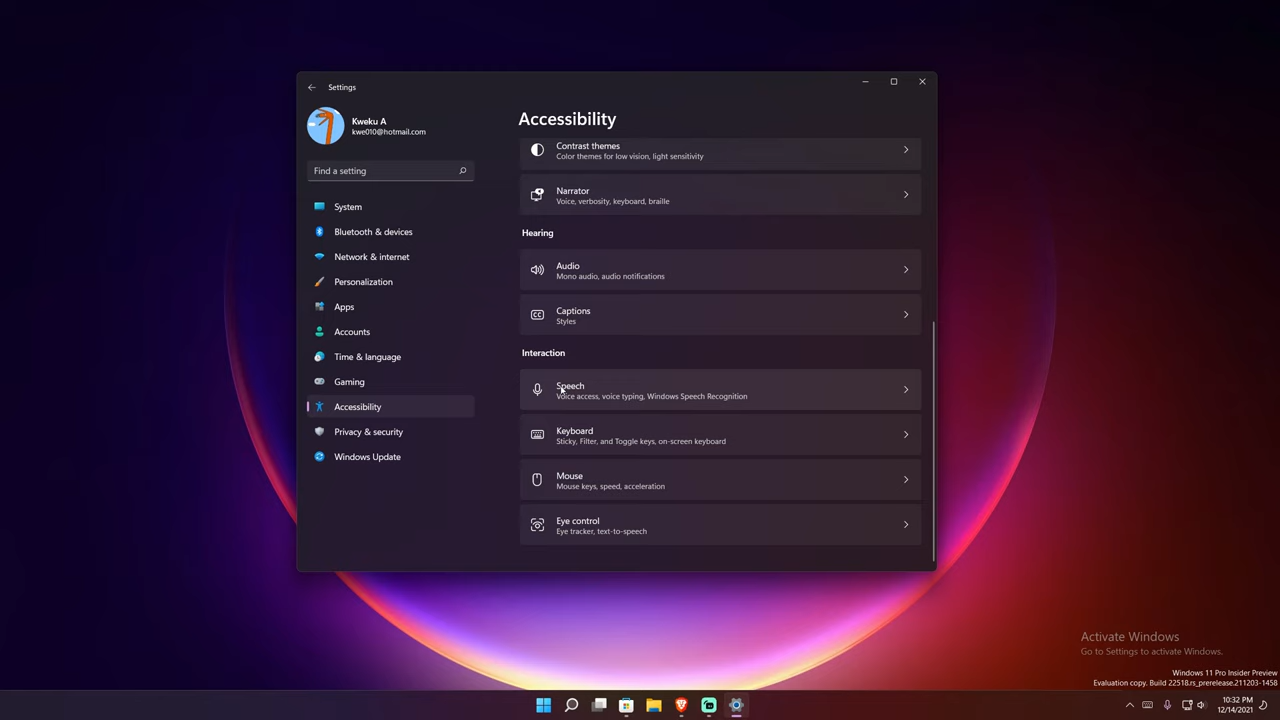 Settings
Kweku A
kwe010@hotmail.com
Find a setting
System
Bluetooth & devices
Network & internet
Personalization
Apps
Accounts
Time & language
Gaming
Accessibility
Privacy & security
Windows Update
Accessibility
Contrast themes
Color themes for low vision, light sensitivity
Narrator
Voice, verbosity, keyboard, braille
Hearing
Audio
Mono audio, audio notifications
Captions
Styles
Interaction
Speech
Voice access, voice typing, Windows Speech Recognition
Keyboard
Sticky, Filter, and Toggle keys, on-screen keyboard
Mouse
Mouse keys, speed, acceleration
Eye control
Eye tracker, text-to-speech
Activate Windows
Go to Settings to activate Windows.
Windows 11 Pro Insider Preview
Evaluation copy. Build 22518.rs_prerelease.211203-1458
10:32 PM
12/14/2021